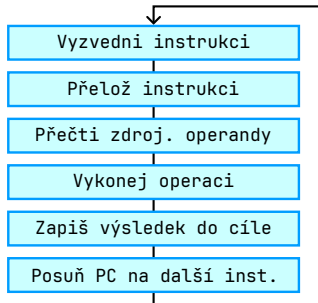 Vyzvedni instrukci
Přelož instrukci
Přečti zdroj. operandy
Vykonej operaci
Zapiš výsledek do cíle
Posuň PC na další inst.